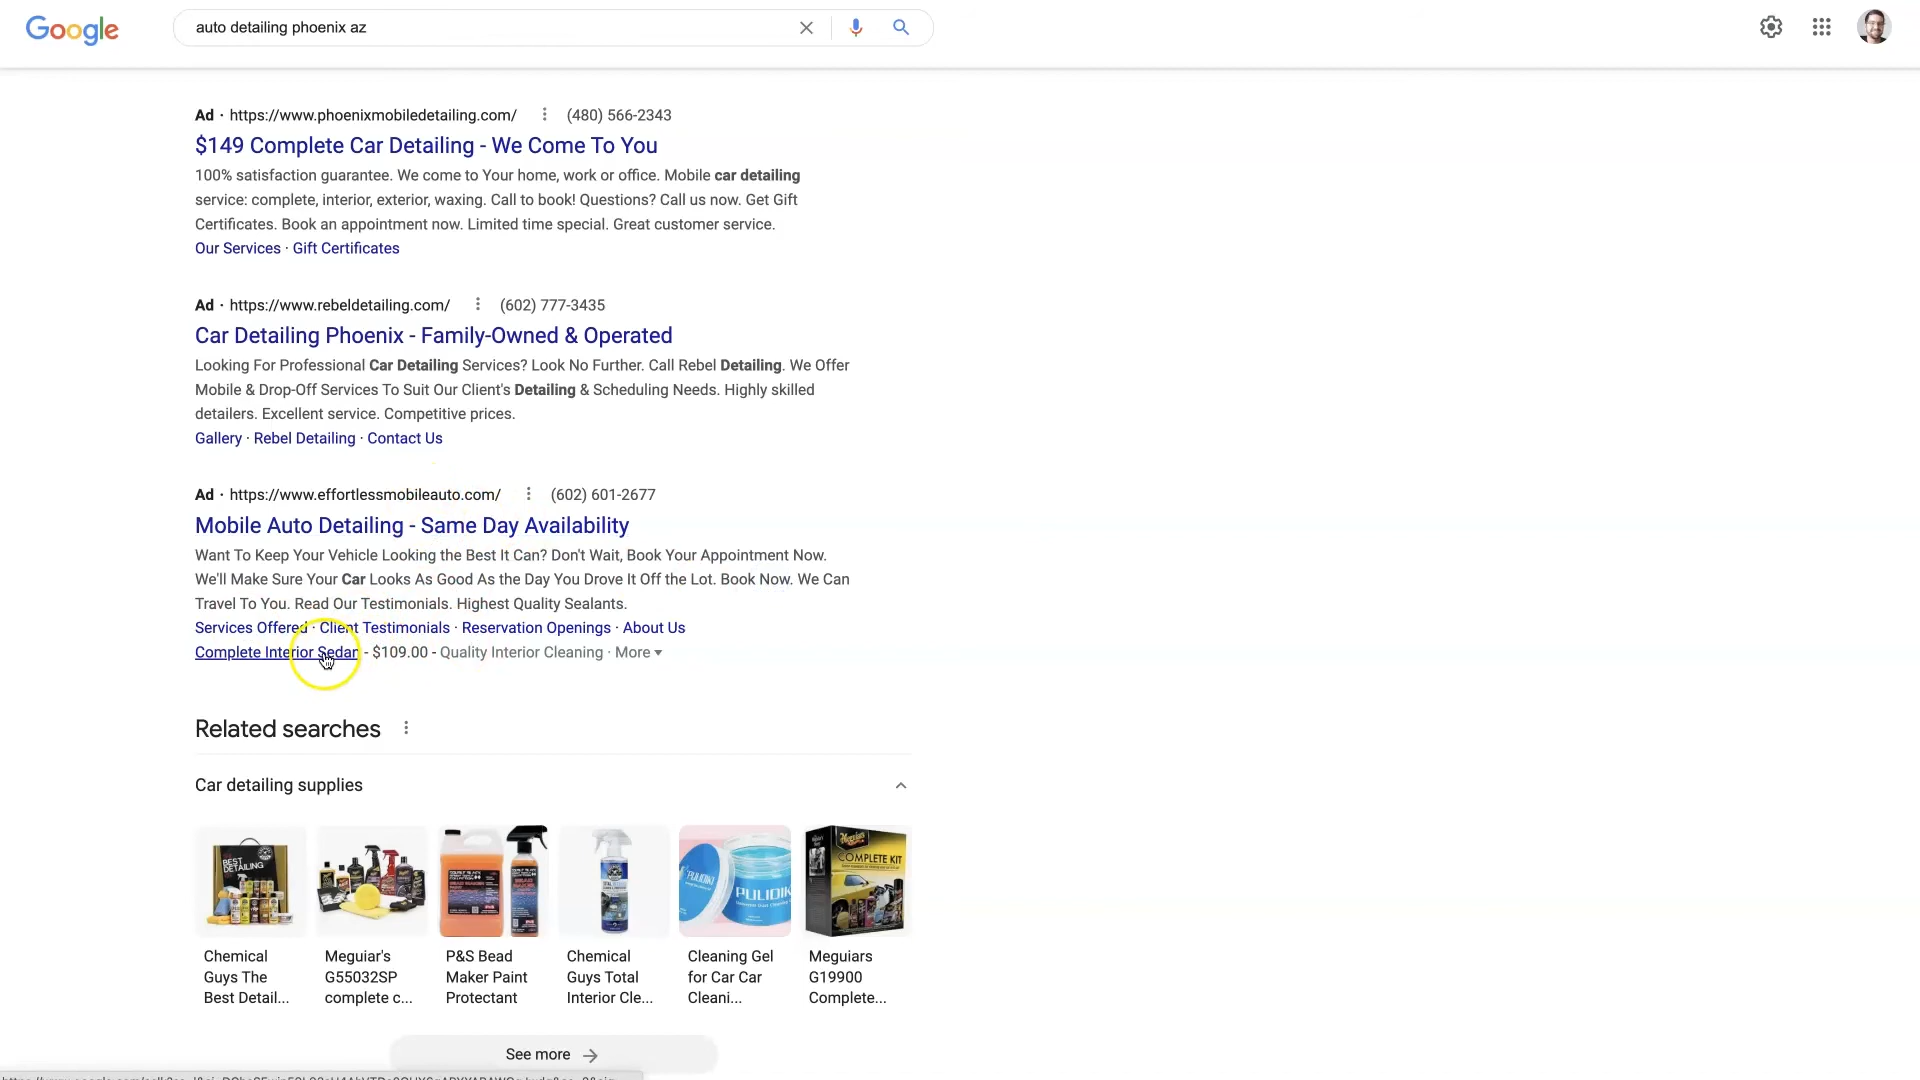 Google
auto detailing phoenix az
Ad · https://www.phoenixmobiledetailing.com/ (480) 566-2343
$149 Complete Car Detailing - We Come To You
100% satisfaction guarantee. We come to Your home, work or office. Mobile car detailing
service: complete, interior, exterior, waxing. Call to book! Questions? Call us now. Get Gift
Certificates. Book an appointment now. Limited time special. Great customer service.
Our Services · Gift Certificates
Ad · https://www.rebeldetailing.com/ (602) 777-3435
Car Detailing Phoenix - Family-Owned & Operated
Looking For Professional Car Detailing Services? Look No Further. Call Rebel Detailing. We Offer
Mobile & Drop-Off Services To Suit Our Client's Detailing & Scheduling Needs. Highly skilled
detailers. Excellent service. Competitive prices.
Gallery · Rebel Detailing · Contact Us
Ad · https://www.effortlessmobileauto.com/ (602) 601-2677
Mobile Auto Detailing - Same Day Availability
Want To Keep Your Vehicle Looking the Best It Can? Don't Wait, Book Your Appointment Now.
We'll Make Sure Your Car Looks As Good As the Day You Drove It Off the Lot. Book Now. We Can
Travel To You. Read Our Testimonials. Highest Quality Sealants.
Services Offered · Client Testimonials · Reservation Openings · About Us
Complete Interior Sedan - $109.00 - Quality Interior Cleaning · More
Related searches
Car detailing supplies
BEST DETAILING
PULIDIKI
Meguiar's
COMPLETE KIT
Chemical
Guys The
Best Detail...
Meguiar's
G55032SP
complete c...
P&S Bead
Maker Paint
Protectant
Chemical
Guys Total
Interior Cle...
Cleaning Gel
for Car Car
Cleani...
Meguiars
G19900
Complete...
See more